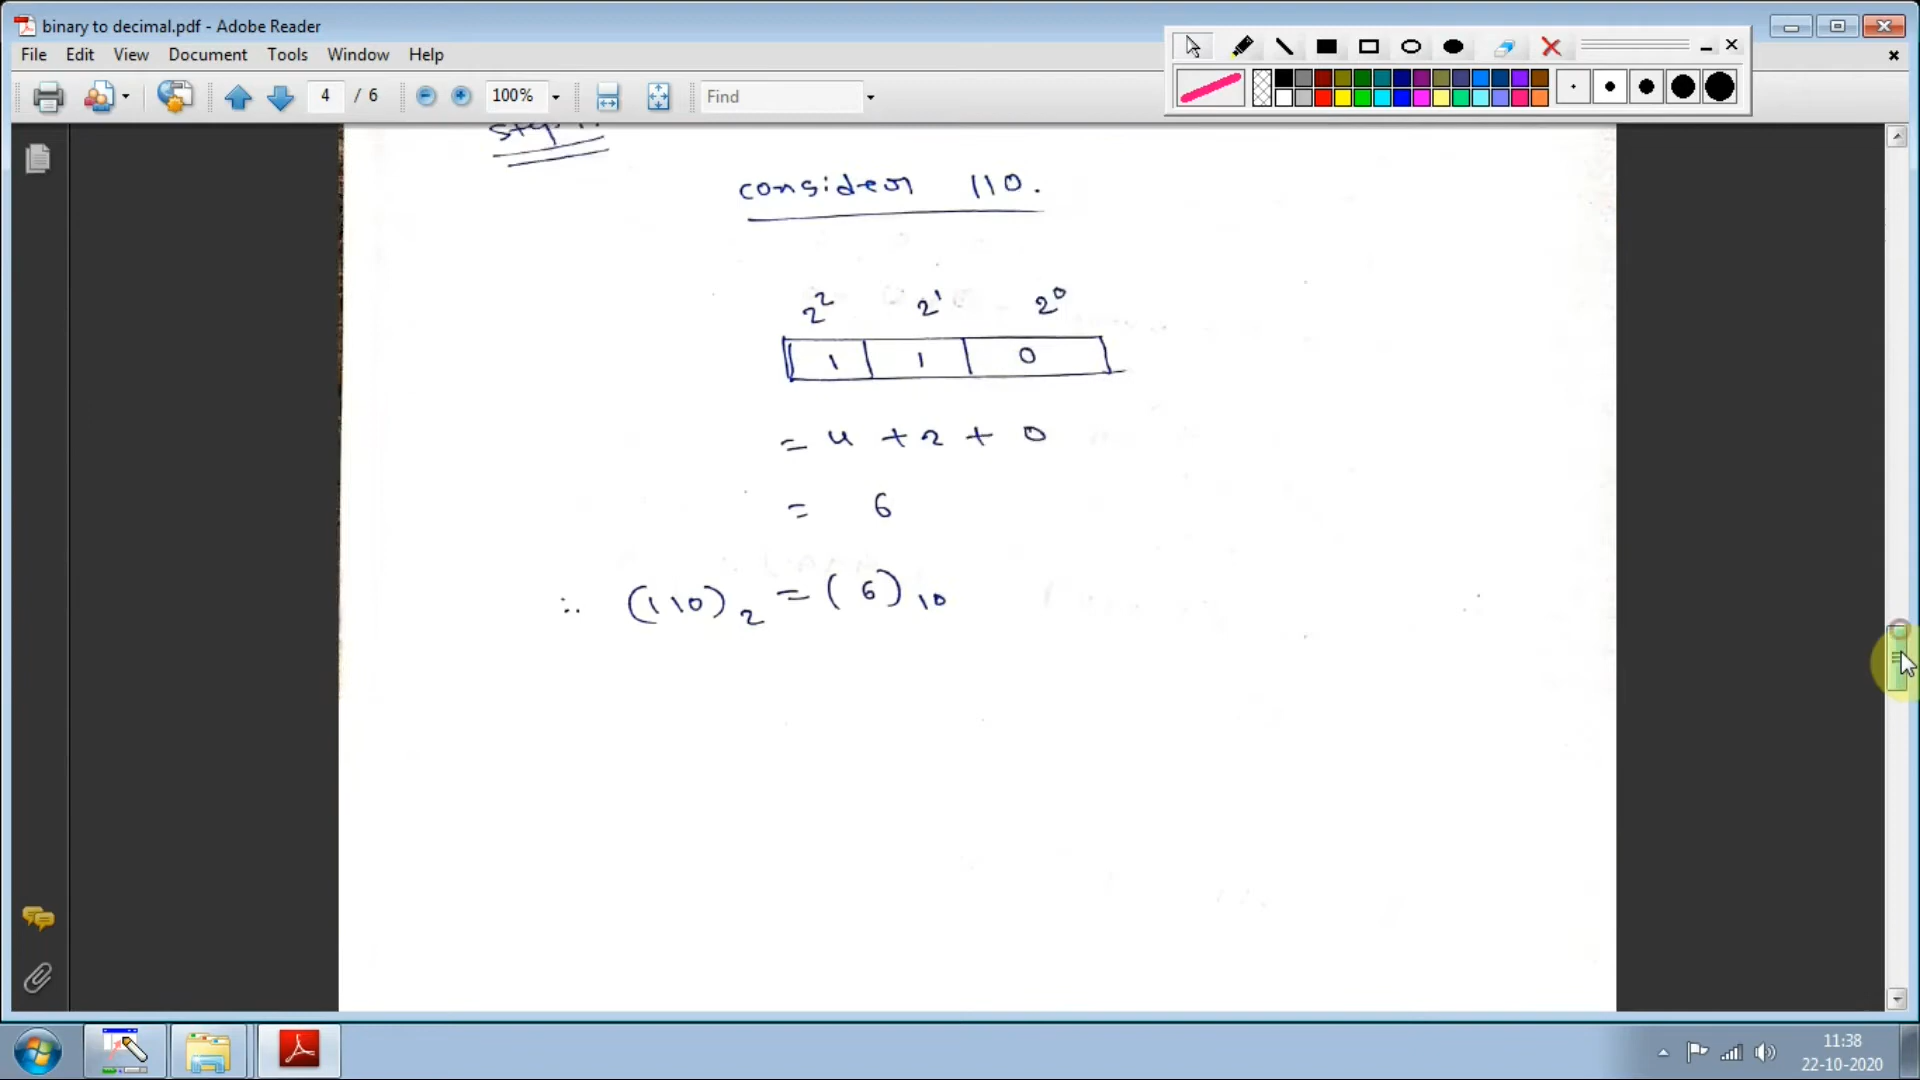 binary to decimal.pdf - Adobe Reader
File Edit View Document Tools Window Help
4 / 6 100% Find
consider 110.
2² 2¹ 2⁰
1 1 0
= 4 + 2 + 0
= 6
∴ (110)₂ = (6)₁₀
11:38
22-10-2020